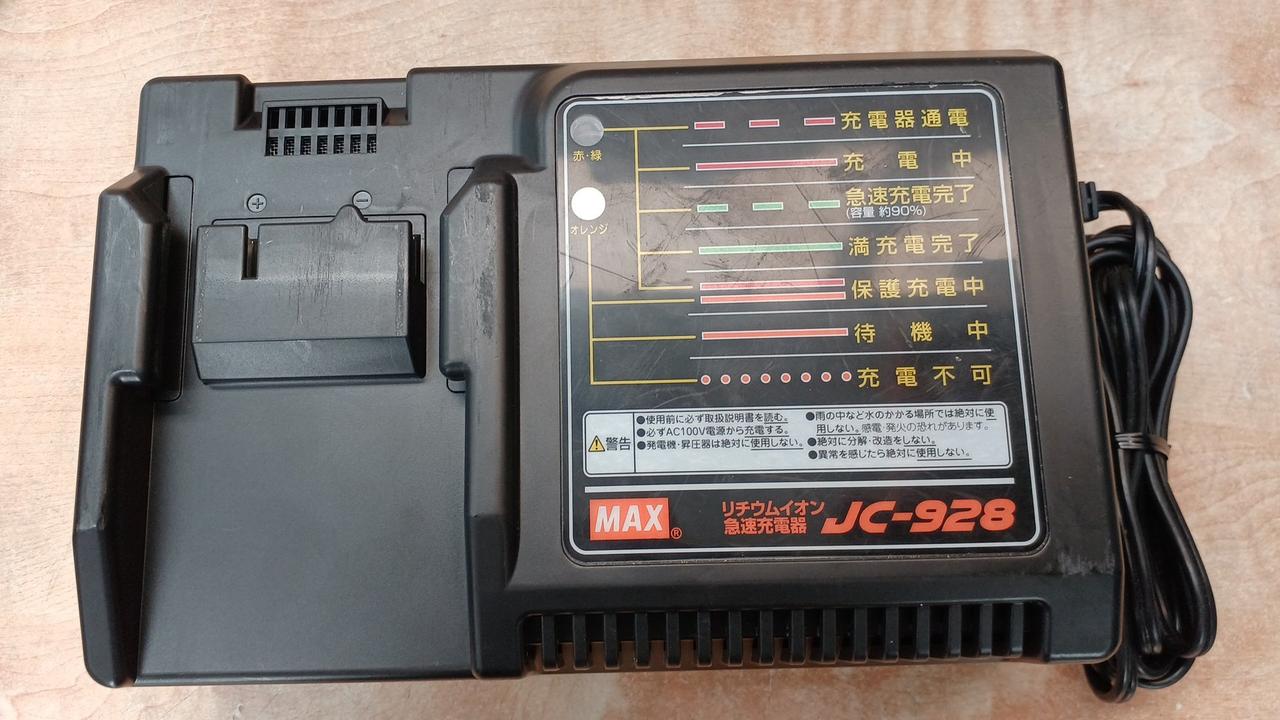 充電器通電
赤・緑
充電中
急速充電完了
(容量 約90%)
オレンジ
満充電完了
保護充電中
待機中
充電不可
⚠警告
●使用前に必ず取扱説明書を読む。
●必ずAC100V電源から充電する。
●発電機・昇圧器は絶対に使用しない。
●雨の中など水のかかる場所では絶対に使
用しない。感電・発火の恐れがあります。
●絶対に分解・改造をしない。
●異常を感じたら絶対に使用しない。
MAX®
リチウムイオン
急速充電器
JC-928